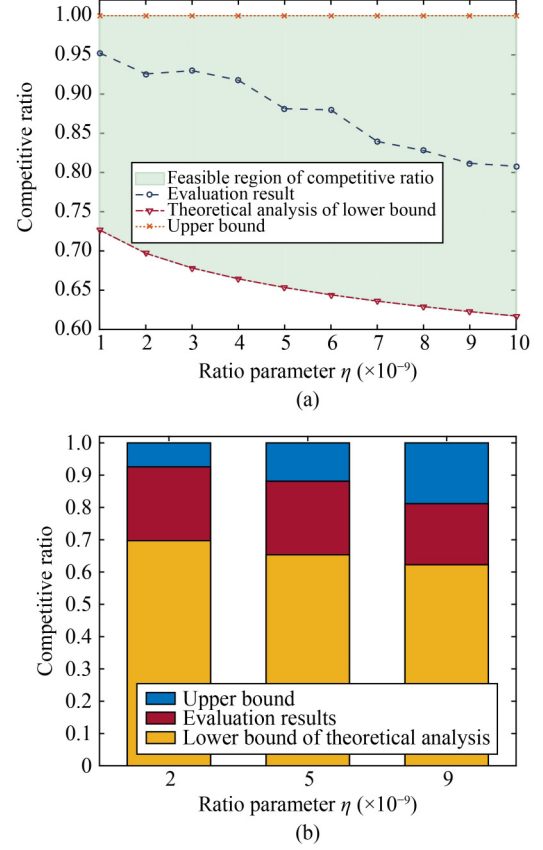 1.00
0.95
0.90
0.85
0.80
0.75
0.70
0.65
0.60
Competitive ratio
Feasible region of competitive ratio
Evaluation result
Theoretical analysis of lower bound
Upper bound
1 2 3 4 5 6 7 8 9 10
Ratio parameter η (×10⁻⁹)
(a)
1.0
0.9
0.8
0.7
0.6
0.5
0.4
0.3
0.2
0.1
0
Competitive ratio
Upper bound
Evaluation results
Lower bound of theoretical analysis
2 5 9
Ratio parameter η (×10⁻⁹)
(b)